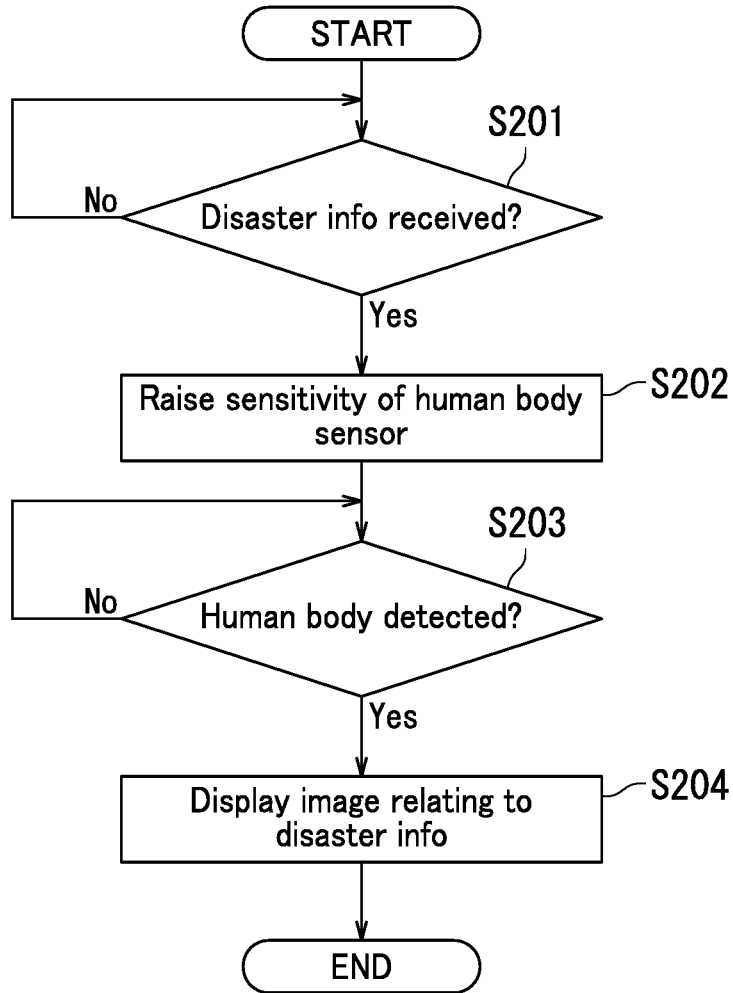 START
S201
Disaster info received?
No
Yes
S202
Raise sensitivity of human body
sensor
S203
Human body detected?
No
Yes
S204
Display image relating to
disaster info
END